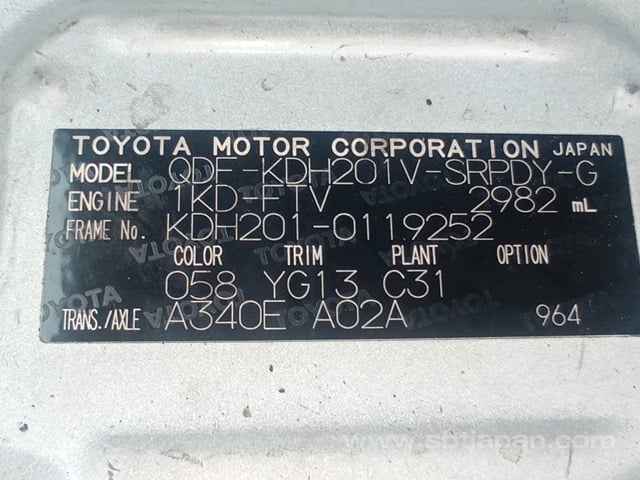 TOYOTA MOTOR CORPORATION JAPAN
MODEL QDF-KDH201V-SRPDY-G
ENGINE 1KD-FTV 2982 mL
FRAME No. KDH201-0119252
COLOR TRIM PLANT OPTION
058 YG13 C31
TRANS./AXLE A340E A02A 964
www.sbtjapan.com